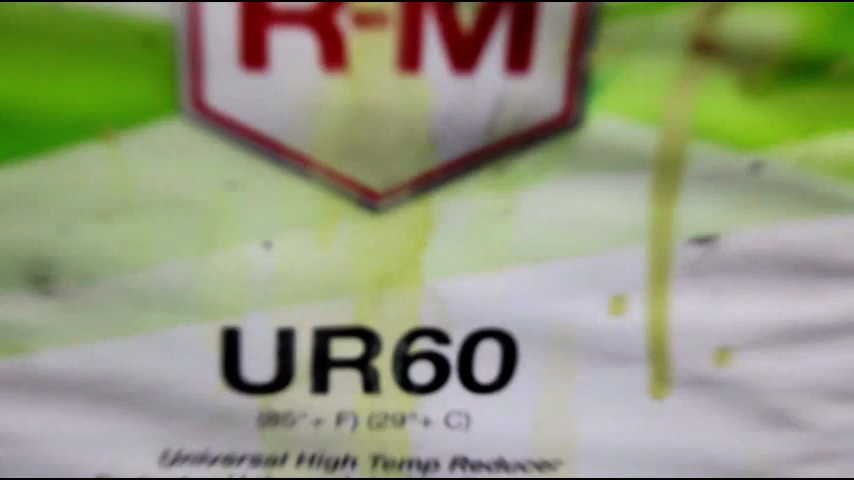 R-M
UR60
(85°+ F) (29°+ C)
Universal High Temp Reducer